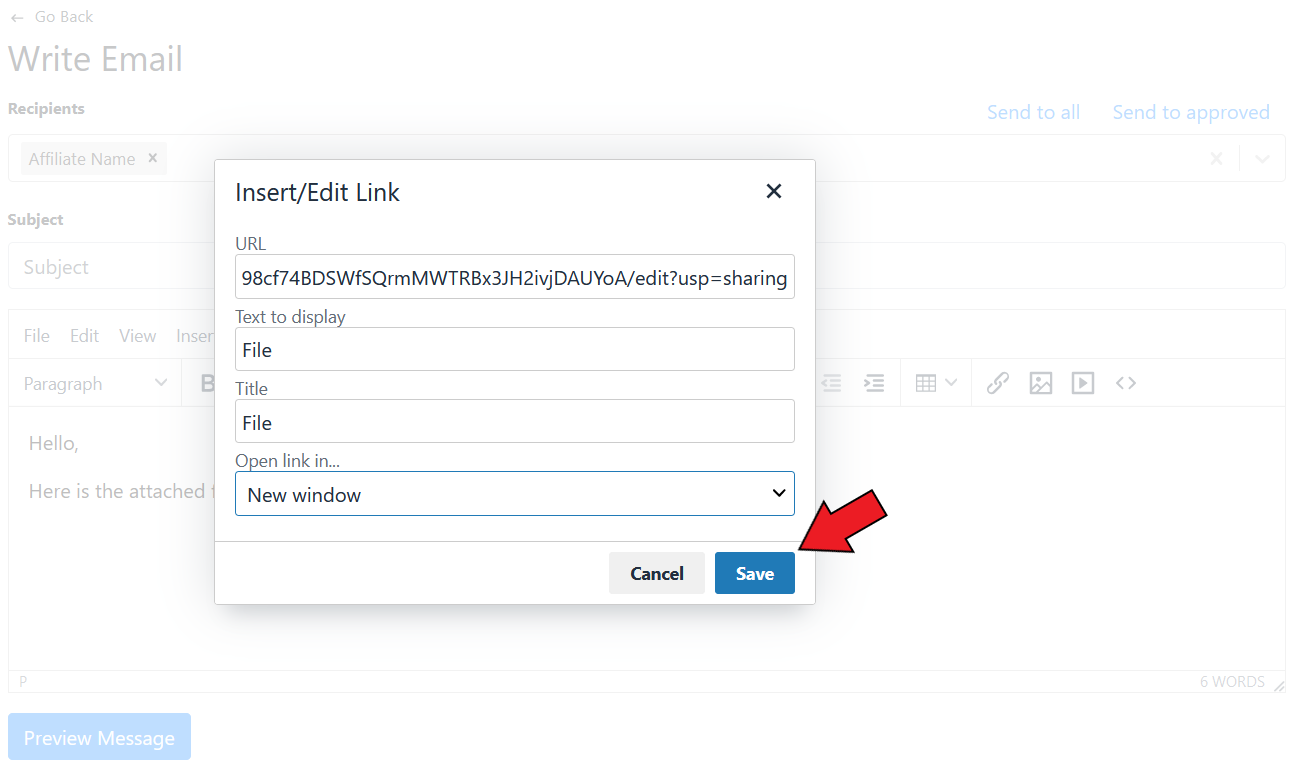 ← Go Back
Write Email
Recipients
Send to all Send to approved
Affiliate Name ×
Insert/Edit Link
Subject
URL
Subject
98cf74BDSWfSQrmMWTRBx3JH2ivjDAUYoA/edit?usp=sharing
Text to display
File Edit View Inser
File
Paragraph B
Title
File
Hello,
Open link in...
Here is the attached f
New window
Cancel Save
P 6 WORDS
Preview Message